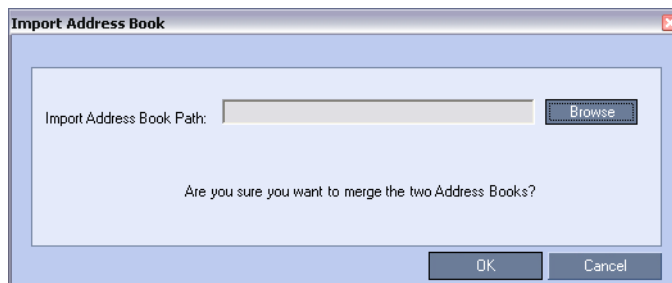 Import Address Book
Import Address Book Path:
Browse
Are you sure you want to merge the two Address Books?
OK
Cancel